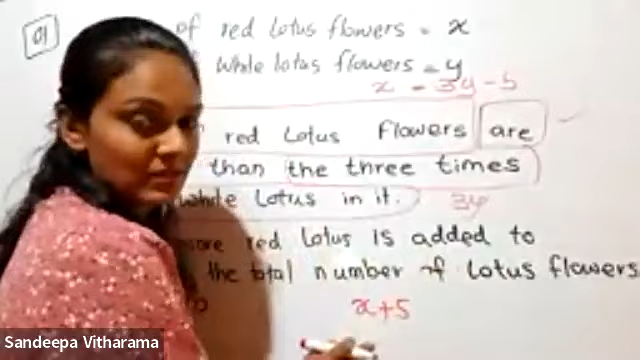 01 of red lotus flowers = x
white lotus flowers = y
x = 3y - 5
red Lotus flowers are
than the three times
white Lotus in it.
3y
more red lotus is added to
the total number of Lotus flowers
x+5
Sandeepa Vitharama